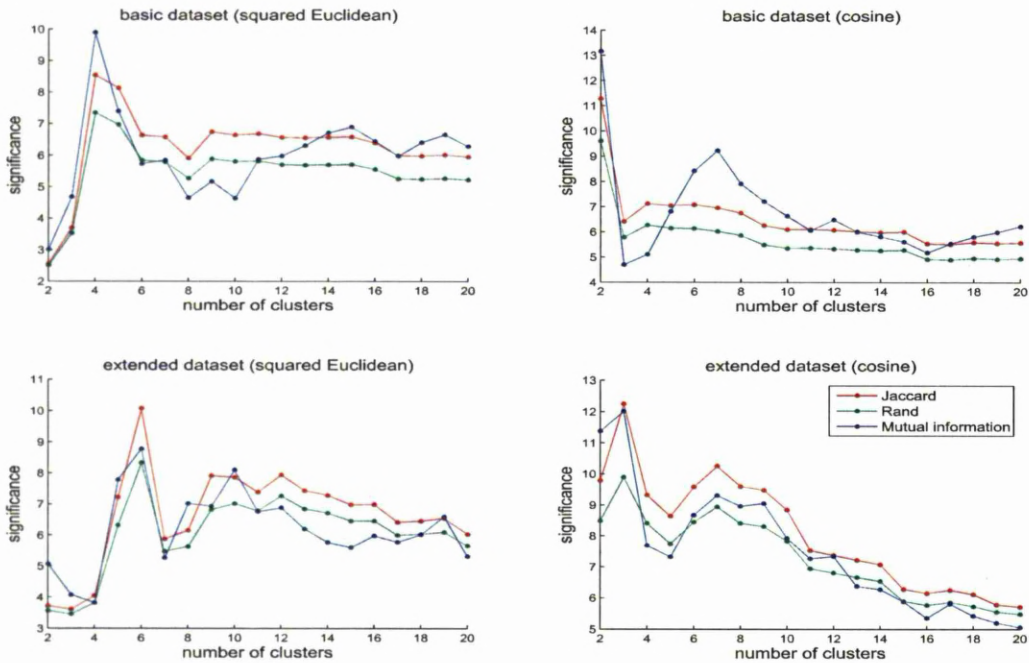 basic dataset (squared Euclidean)
10
9
8
7
6
5
4
3
2
significance
2 4 6 8 10 12 14 16 18 20
number of clusters
basic dataset (cosine)
14
13
12
11
10
9
8
7
6
5
4
significance
2 4 6 8 10 12 14 16 18 20
number of clusters
extended dataset (squared Euclidean)
11
10
9
8
7
6
5
4
3
significance
2 4 6 8 10 12 14 16 18 20
number of clusters
extended dataset (cosine)
13
12
11
10
9
8
7
6
5
significance
Jaccard
Rand
Mutual information
2 4 6 8 10 12 14 16 18 20
number of clusters